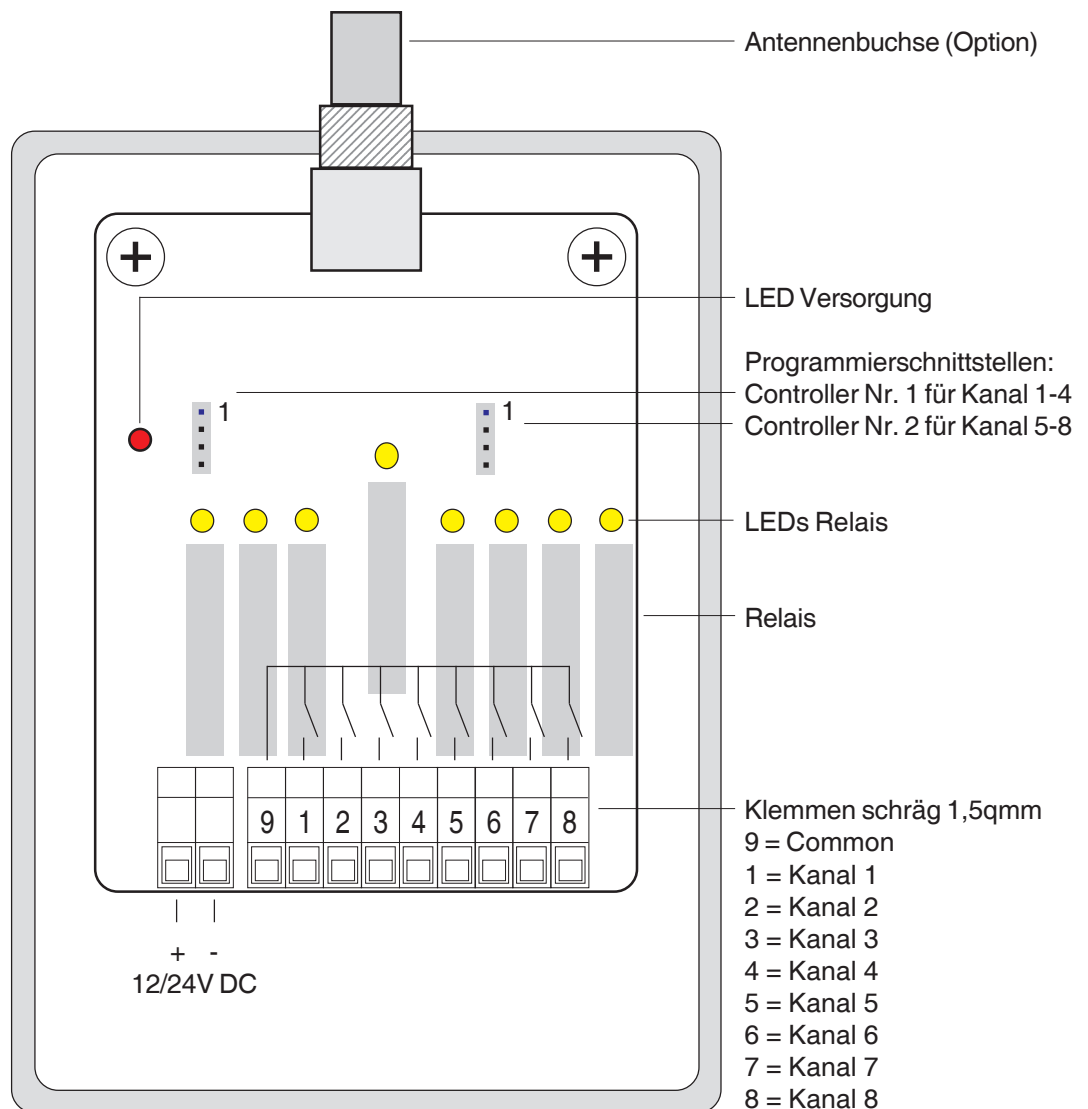 Antennenbuchse (Option)
LED Versorgung
Programmierschnittstellen:
Controller Nr. 1 für Kanal 1-4
Controller Nr. 2 für Kanal 5-8
1
1
LEDs Relais
Relais
9 1 2 3 4 5 6 7 8
Klemmen schräg 1,5qmm
9 = Common
1 = Kanal 1
2 = Kanal 2
3 = Kanal 3
4 = Kanal 4
5 = Kanal 5
6 = Kanal 6
7 = Kanal 7
8 = Kanal 8
+ -
12/24V DC